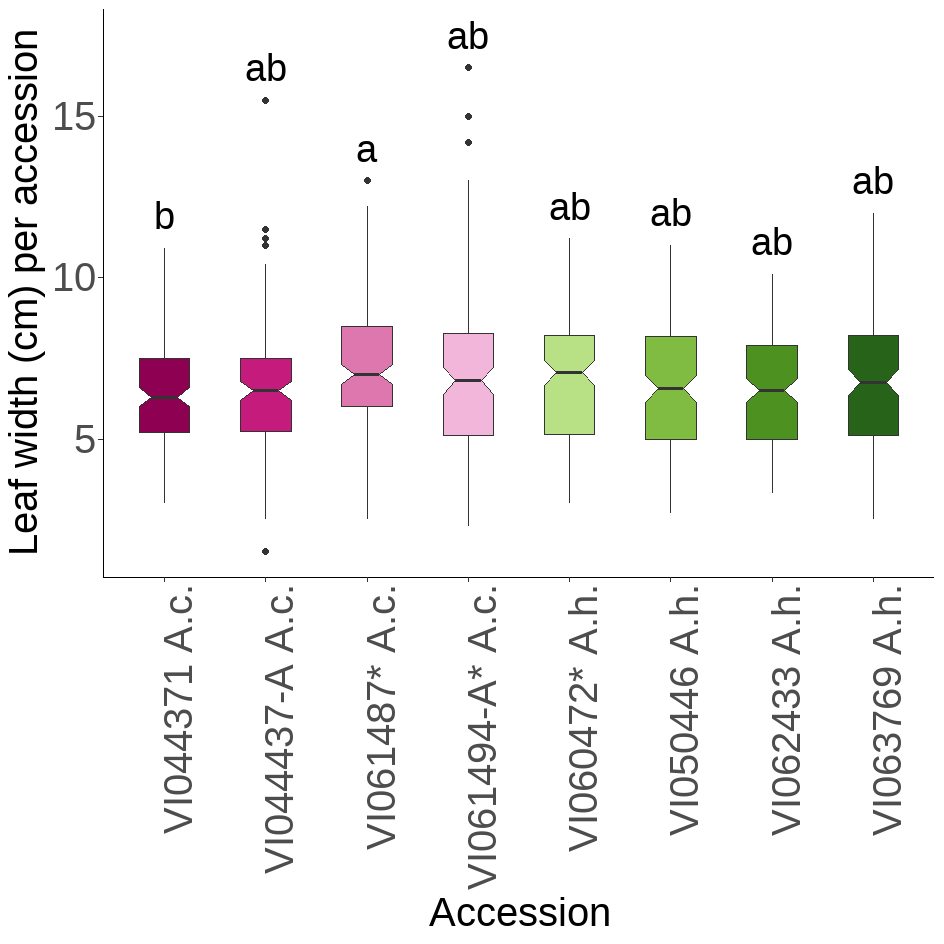 Leaf width (cm) per accession
15
10
5
b
ab
a
ab
ab
ab
ab
ab
VI044371 A.c.
VI044437-A A.c.
VI061487* A.c.
VI061494-A* A.c.
VI060472* A.h.
VI050446 A.h.
VI062433 A.h.
VI063769 A.h.
Accession